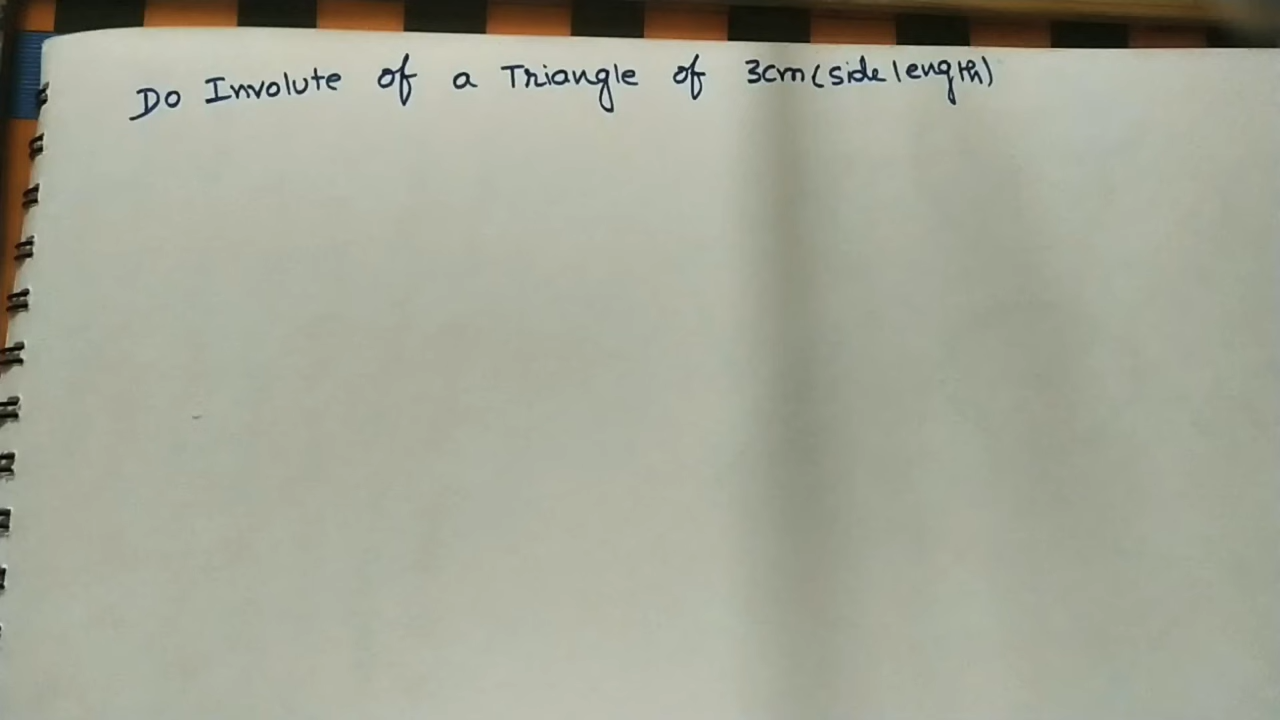 Do Involute of a Triangle of 3cm(side length)